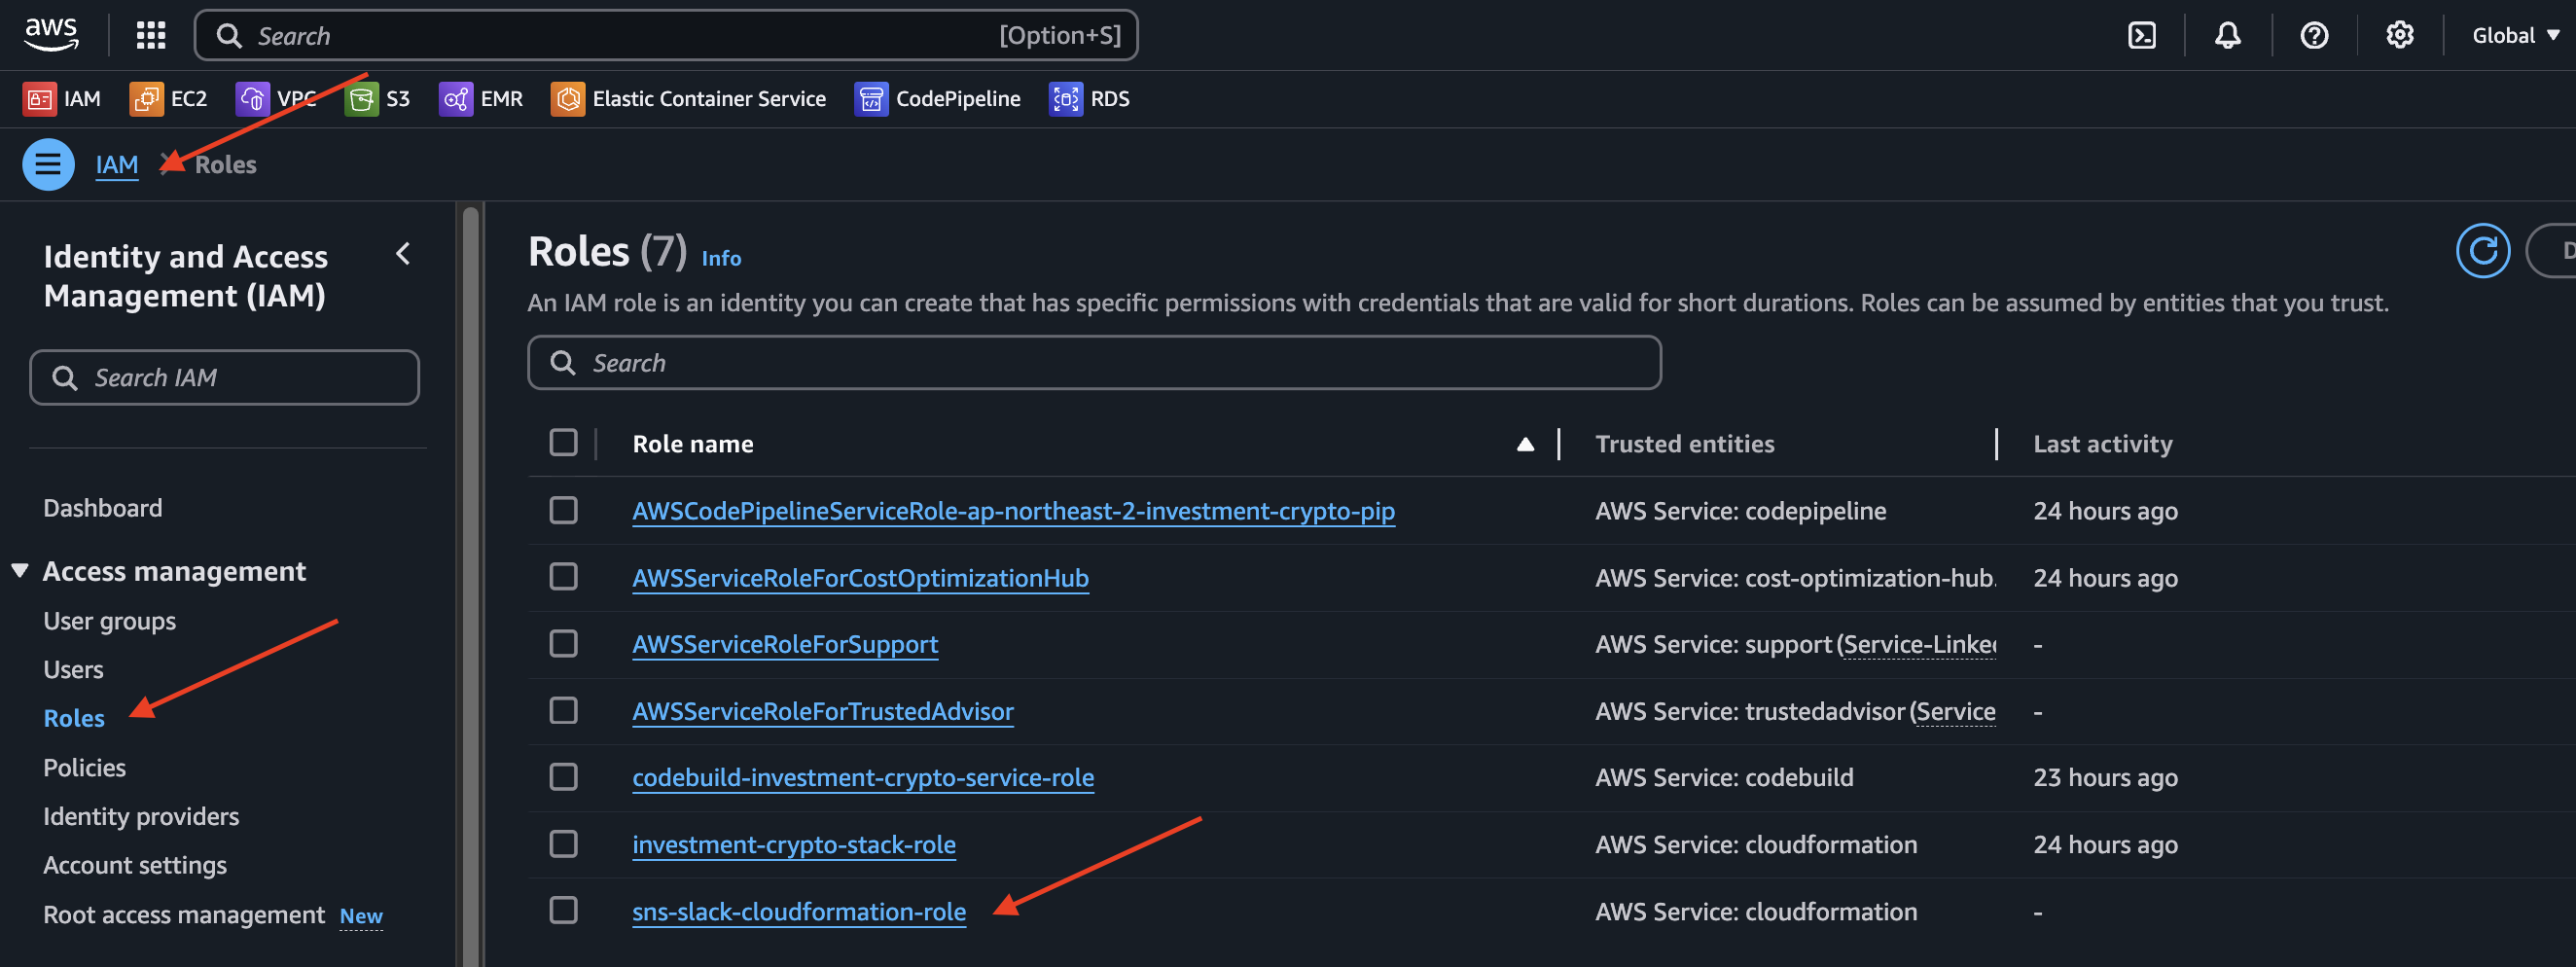 aws Search [Option+S] Global
IAM EC2 VPC S3 EMR Elastic Container Service CodePipeline RDS
IAM Roles
Identity and Access
Management (IAM)
Search IAM
Dashboard
Access management
User groups
Users
Roles
Policies
Identity providers
Account settings
Root access management New
Roles (7) Info
An IAM role is an identity you can create that has specific permissions with credentials that are valid for short durations. Roles can be assumed by entities that you trust.
Search
Role name Trusted entities Last activity
AWSCodePipelineServiceRole-ap-northeast-2-investment-crypto-pip AWS Service: codepipeline 24 hours ago
AWSServiceRoleForCostOptimizationHub AWS Service: cost-optimization-hub. 24 hours ago
AWSServiceRoleForSupport AWS Service: support (Service-Linke -
AWSServiceRoleForTrustedAdvisor AWS Service: trustedadvisor (Service -
codebuild-investment-crypto-service-role AWS Service: codebuild 23 hours ago
investment-crypto-stack-role AWS Service: cloudformation 24 hours ago
sns-slack-cloudformation-role AWS Service: cloudformation -